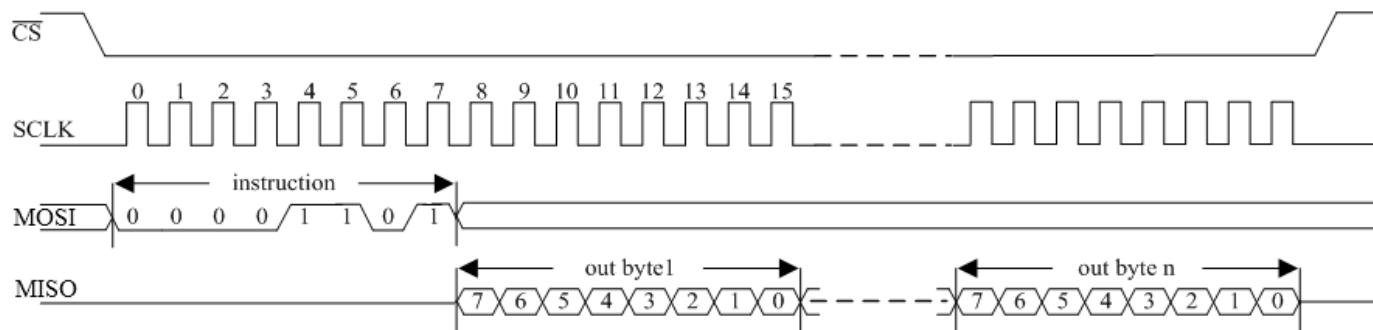 CS
0 1 2 3 4 5 6 7 8 9 10 11 12 13 14 15
SCLK
instruction
MOSI 0 0 0 0 1 1 0 1
out byte1 out byte n
MISO 7 6 5 4 3 2 1 0 7 6 5 4 3 2 1 0